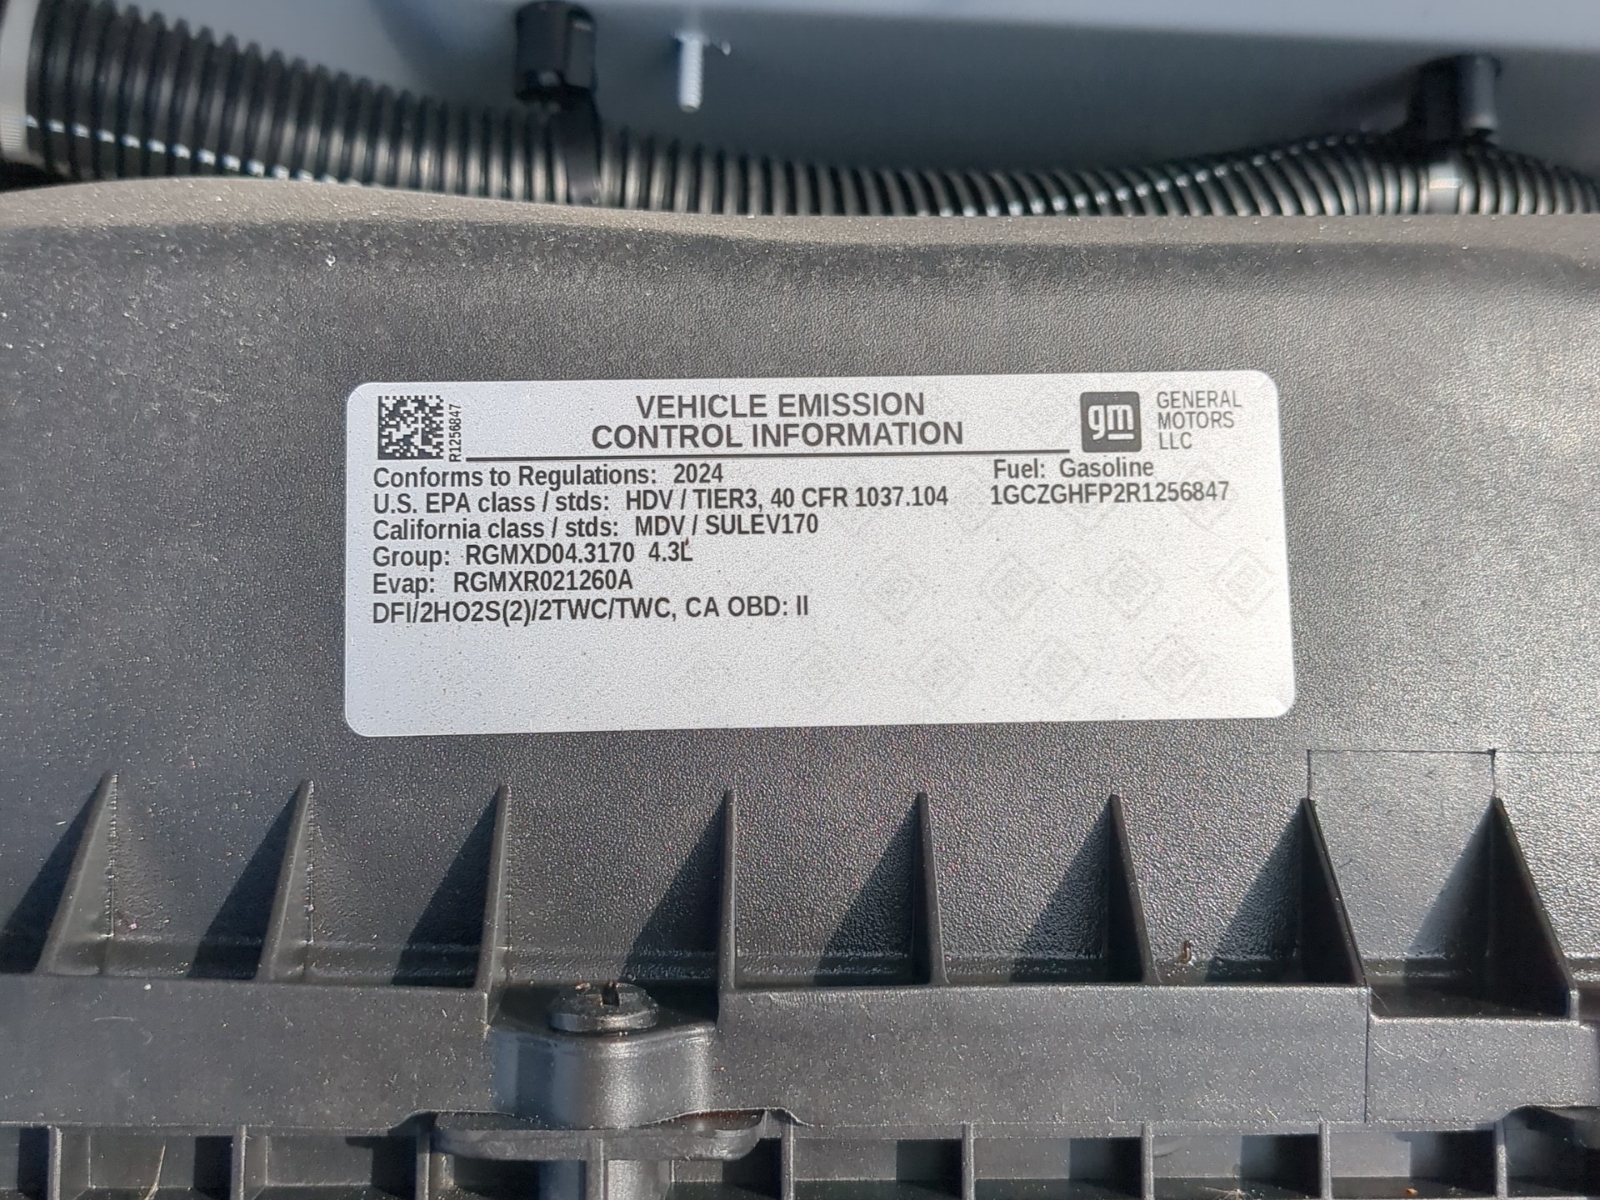 R1256847
VEHICLE EMISSION
CONTROL INFORMATION
gm
GENERAL
MOTORS
LLC
Conforms to Regulations: 2024
Fuel: Gasoline
U.S. EPA class / stds: HDV / TIER3, 40 CFR 1037.104
1GCZGHFP2R1256847
California class / stds: MDV / SULEV170
Group: RGMXD04.3170 4.3L
Evap: RGMXR021260A
DFI/2HO2S(2)/2TWC/TWC, CA OBD: II